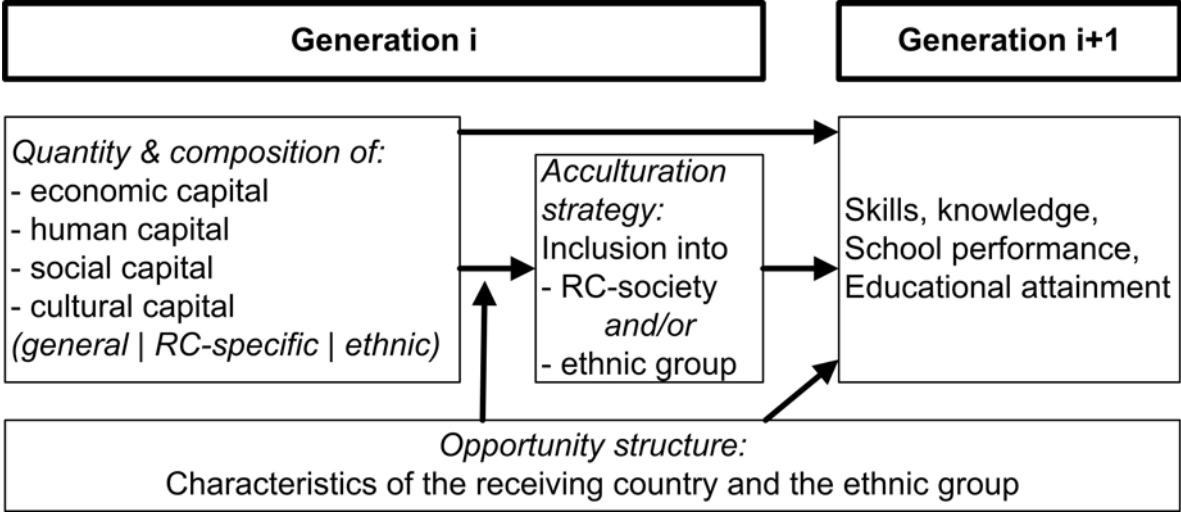 Generation i
Generation i+1
Quantity & composition of:
- economic capital
- human capital
- social capital
- cultural capital
(general | RC-specific | ethnic)
Acculturation
strategy:
Inclusion into
- RC-society
and/or
- ethnic group
Skills, knowledge,
School performance,
Educational attainment
Opportunity structure:
Characteristics of the receiving country and the ethnic group